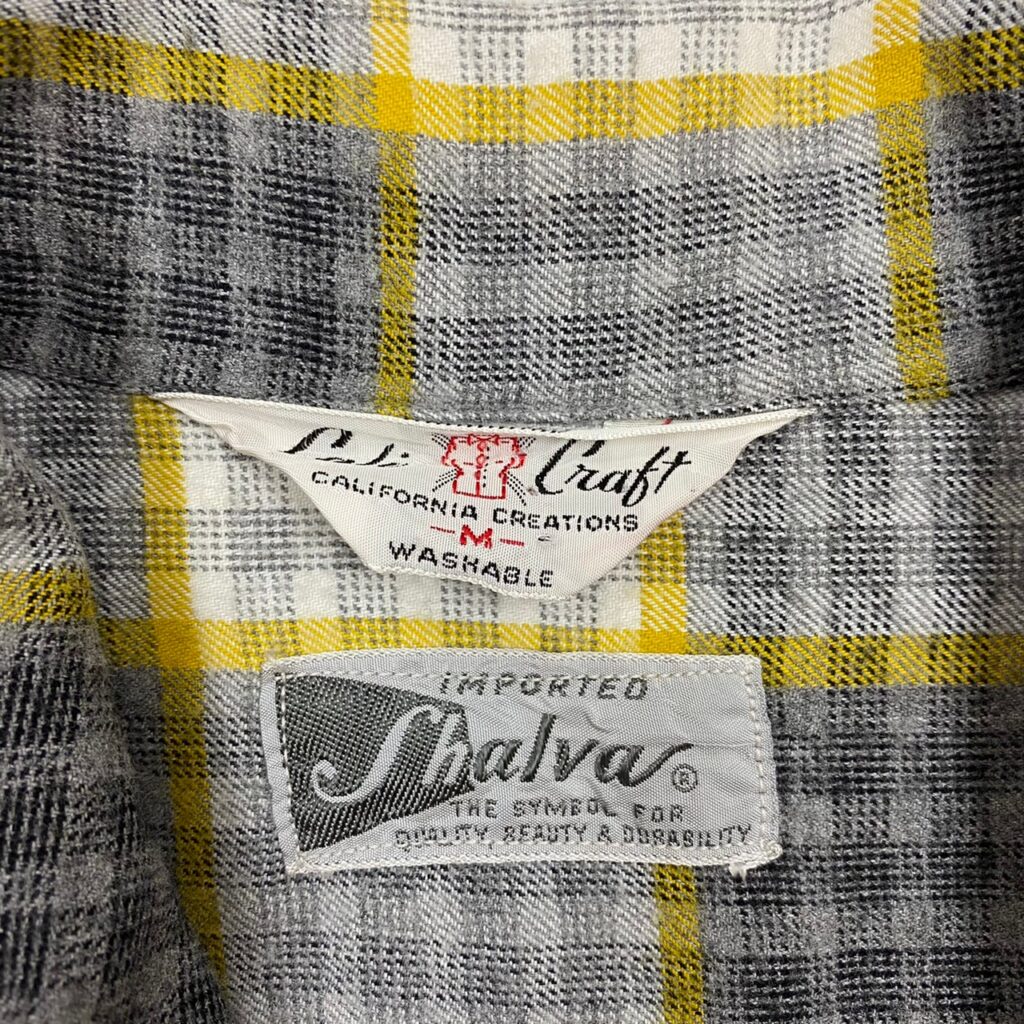 Craft
CALIFORNIA CREATIONS
-M-
WASHABLE
IMPORTED
Shalva®
THE SYMBOL FOR
QUALITY, BEAUTY & DURABILITY